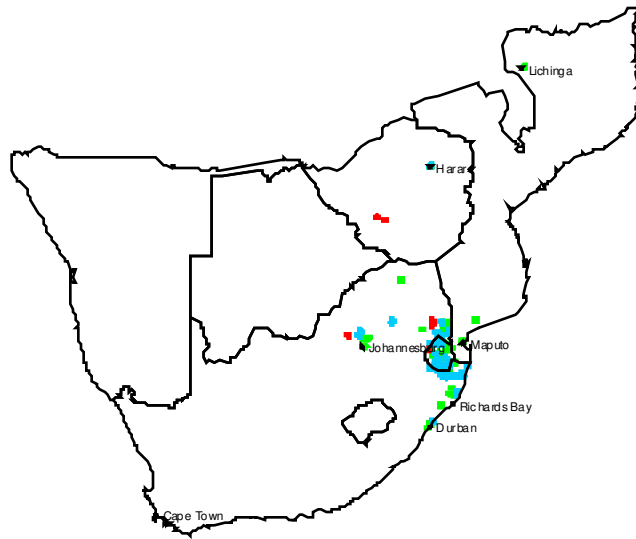 Lichinga
Harare
Johannesburg
Maputo
Richards Bay
Durban
Cape Town